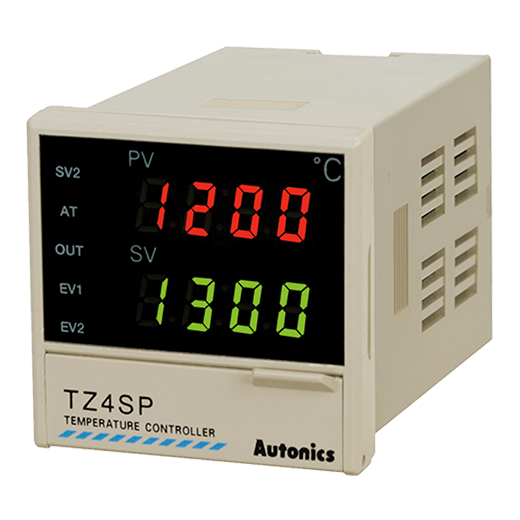 PV
°C
SV2
1200
AT
OUT
SV
EV1
1300
EV2
TZ4SP
TEMPERATURE CONTROLLER
Autonics